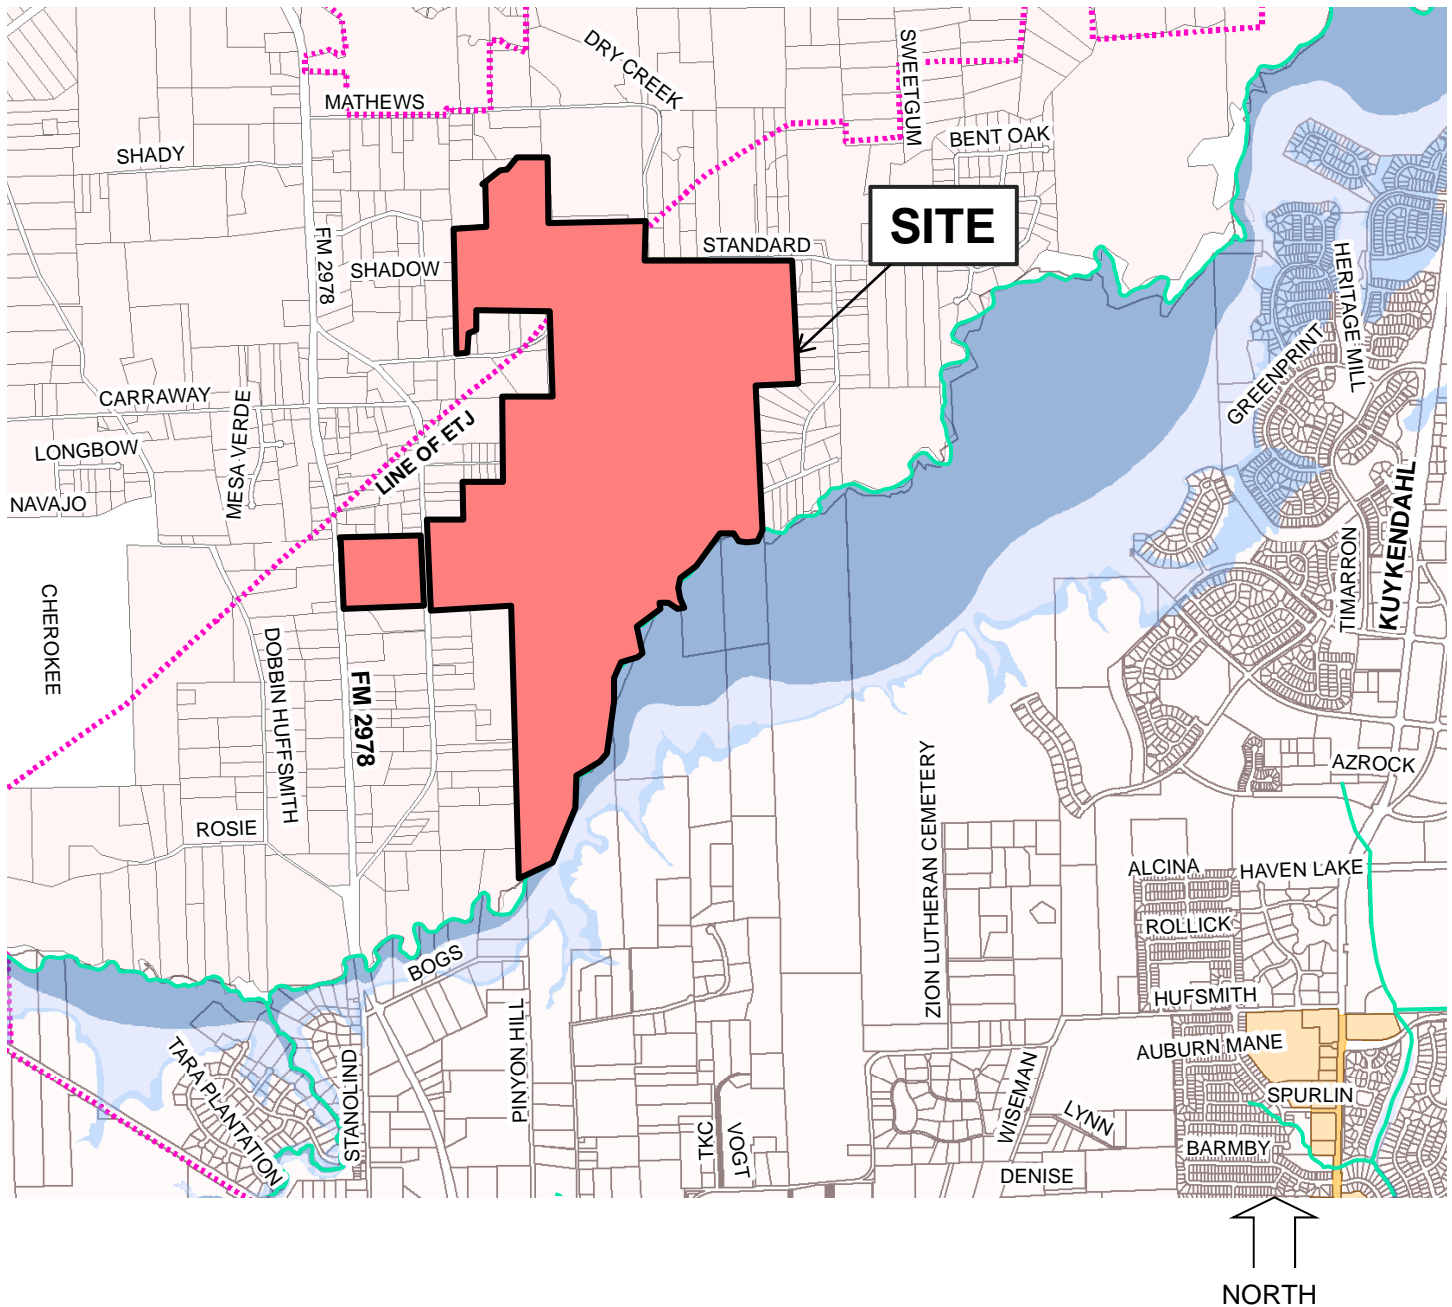 DRY CREEK
SWEETGUM
MATHEWS
BENT OAK
SHADY
SITE
FM 2978
STANDARD
SHADOW
HERITAGE MILL
GREENPRINT
CARRAWAY
MESA VERDE
LINE OF ETJ
LONGBOW
NAVAJO
KUYKENDAHL
TIMARRON
CHEROKEE
DOBBIN HUFFSMITH
FM 2978
AZROCK
ROSIE
ZION LUTHERAN CEMETERY
ALCINA
HAVEN LAKE
ROLLICK
BOGS
HUFSMITH
PINYON HILL
AUBURN MANE
TARA PLANTATION
STANOLIND
WISEMAN
SPURLIN
LYNN
TKC
VOGT
BARMBY
DENISE
NORTH